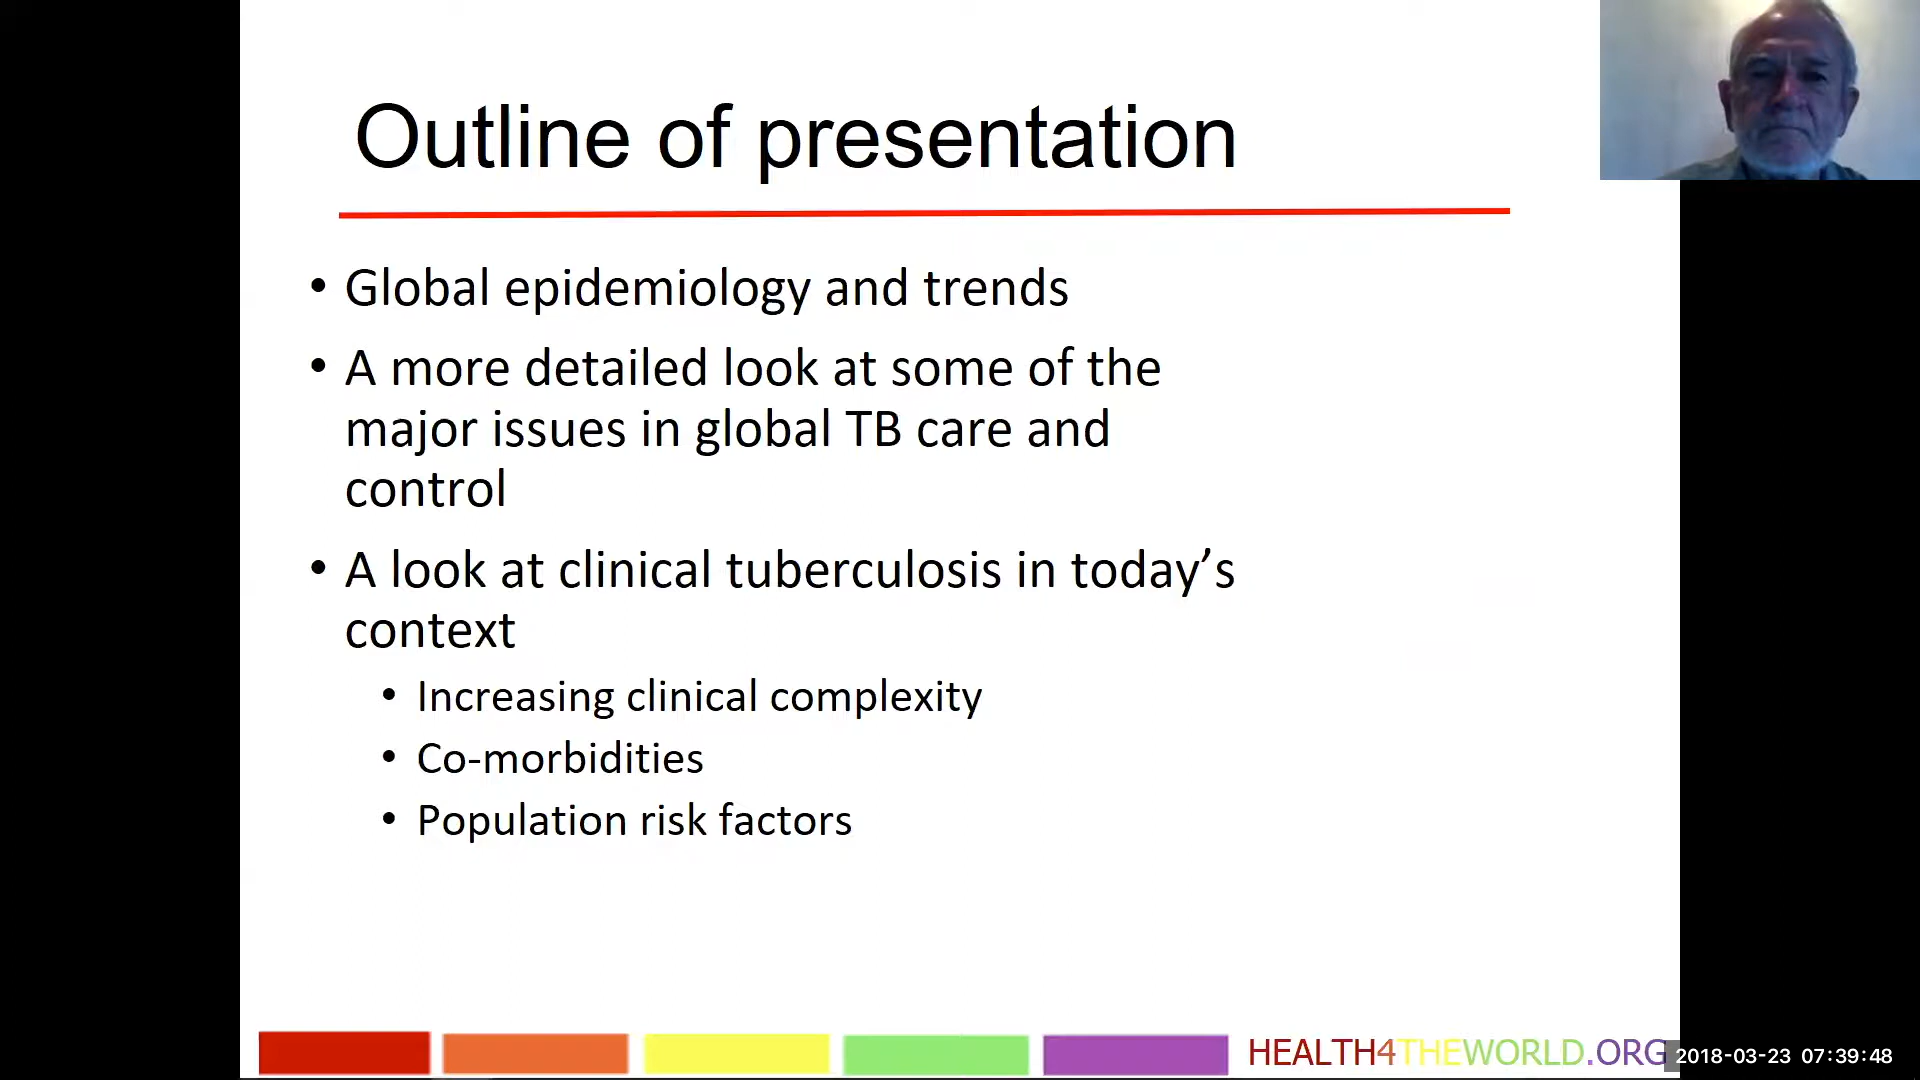 Outline of presentation
• Global epidemiology and trends
• A more detailed look at some of the
major issues in global TB care and
control
• A look at clinical tuberculosis in today’s
context
• Increasing clinical complexity
• Co-morbidities
• Population risk factors
HEALTH4THEWORLD.ORG
2018-03-23 07:39:48